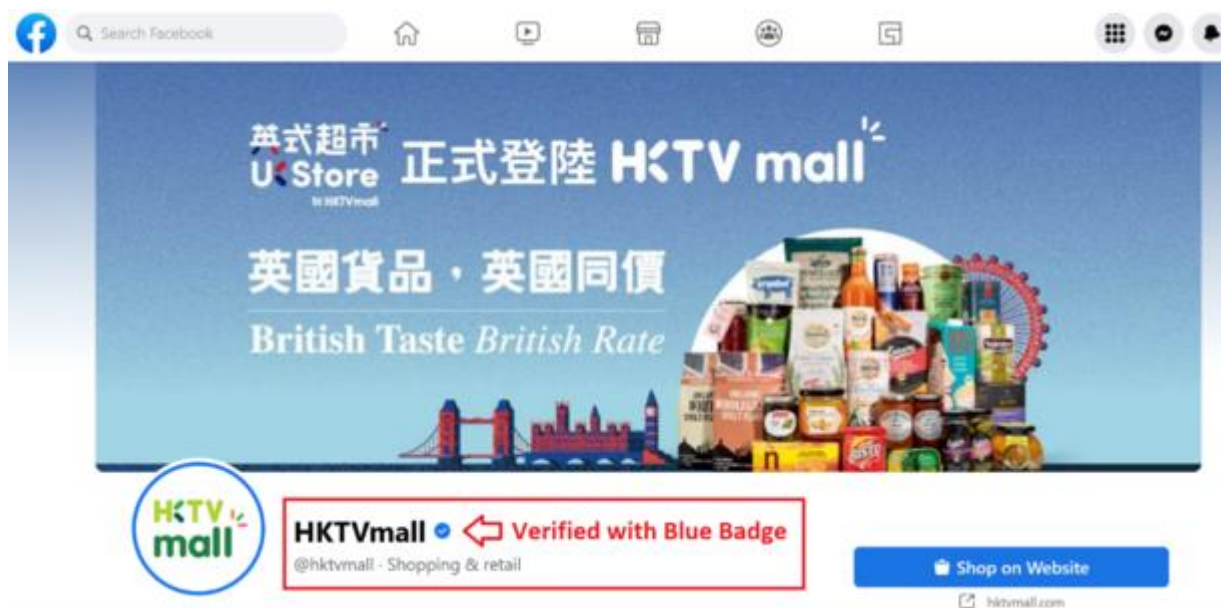 Search Facebook
英式超市
UK Store
In HKTVmall
正式登陸 HKTV mall
英國貨品，英國同價
British Taste British Rate
HKTV
mall
HKTVmall
Verified with Blue Badge
@hktvmall · Shopping & retail
Shop on Website
hktvmall.com